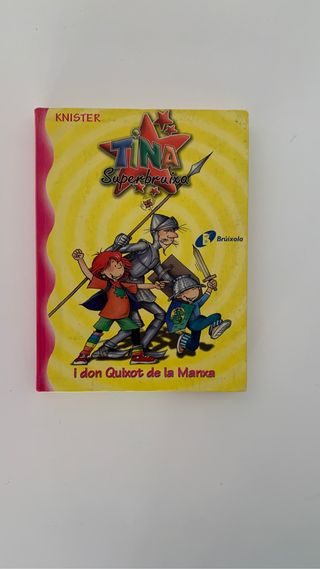 KNISTER
TINA
Superbruixa
Brúixola
i don Quixot de la Manxa